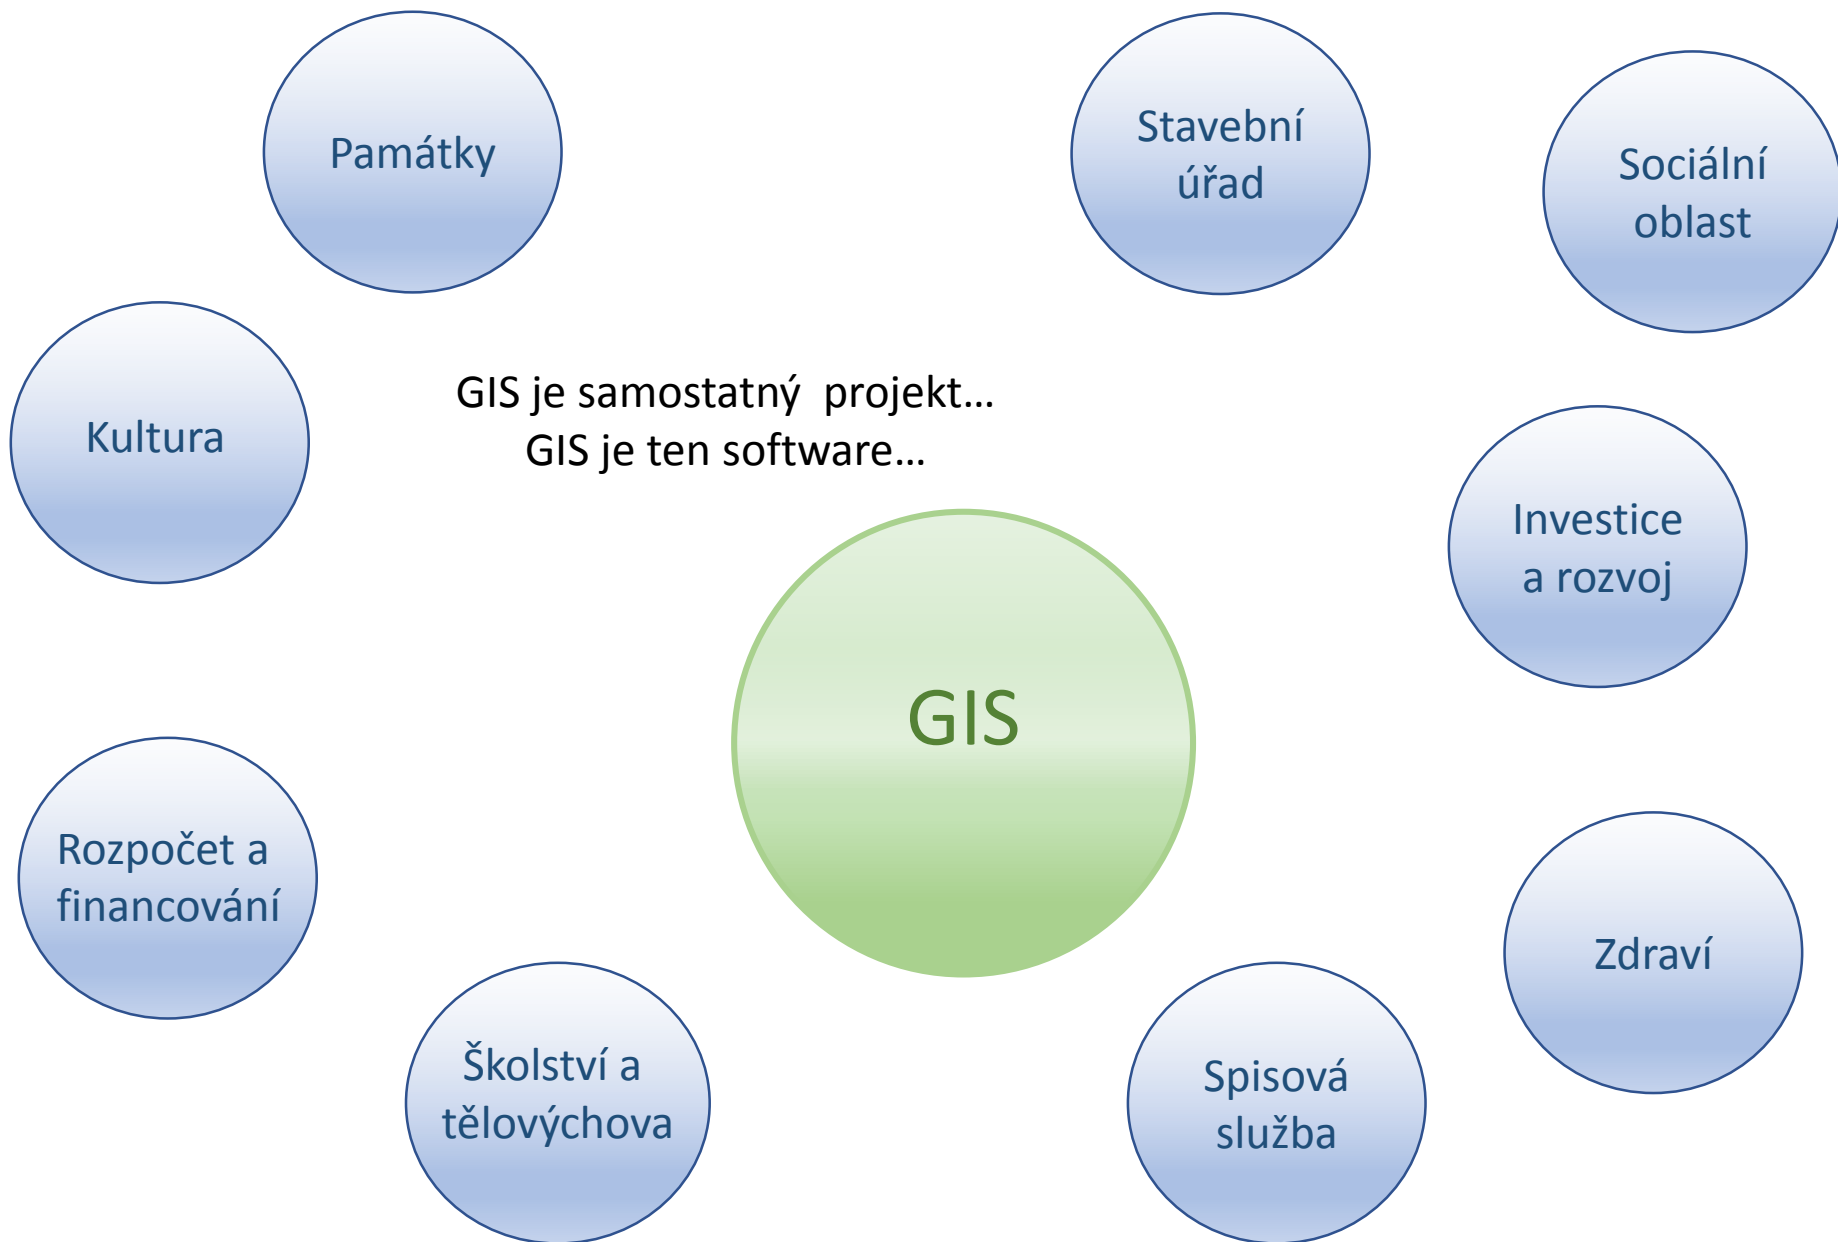 Památky
Stavební
úřad
Sociální
oblast
Kultura
GIS je samostatný  projekt…
GIS je ten software…
Investice
a rozvoj
GIS
Rozpočet a
financování
Zdraví
Školství a
tělovýchova
Spisová
služba